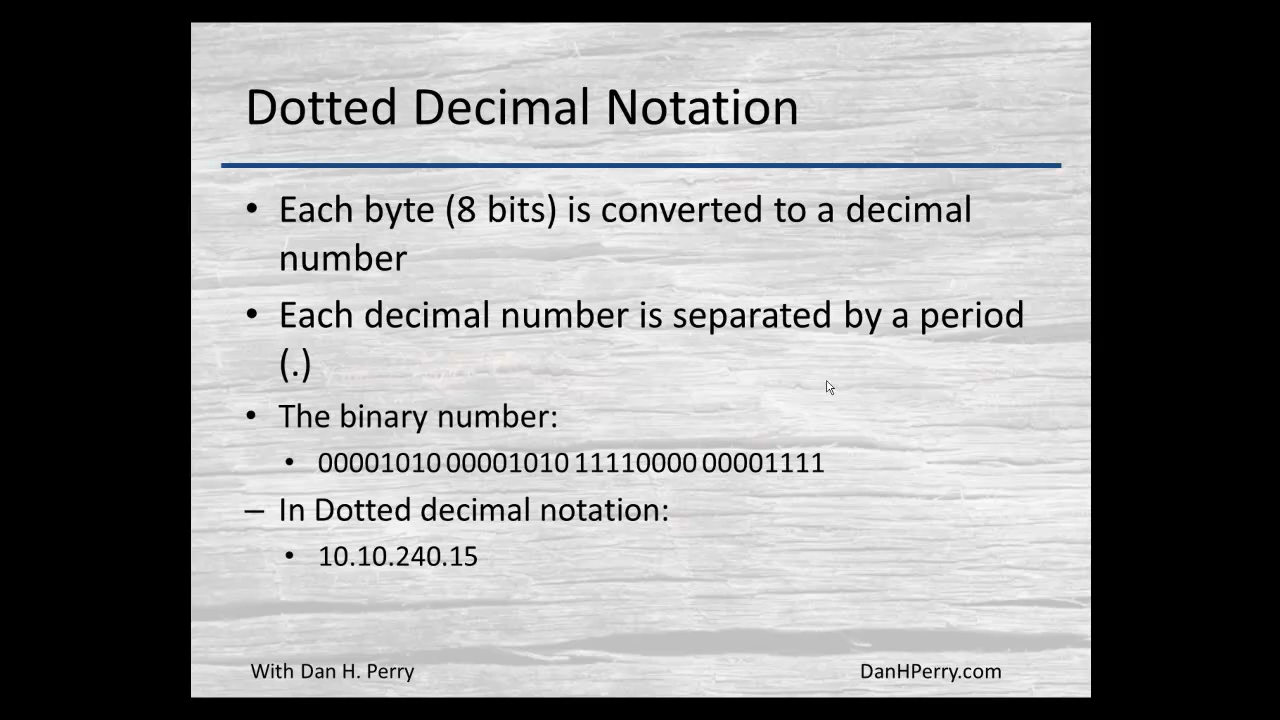 Dotted Decimal Notation
• Each byte (8 bits) is converted to a decimal
number
• Each decimal number is separated by a period
(.)
• The binary number:
• 00001010 00001010 11110000 00001111
– In Dotted decimal notation:
• 10.10.240.15
With Dan H. Perry
DanHPerry.com